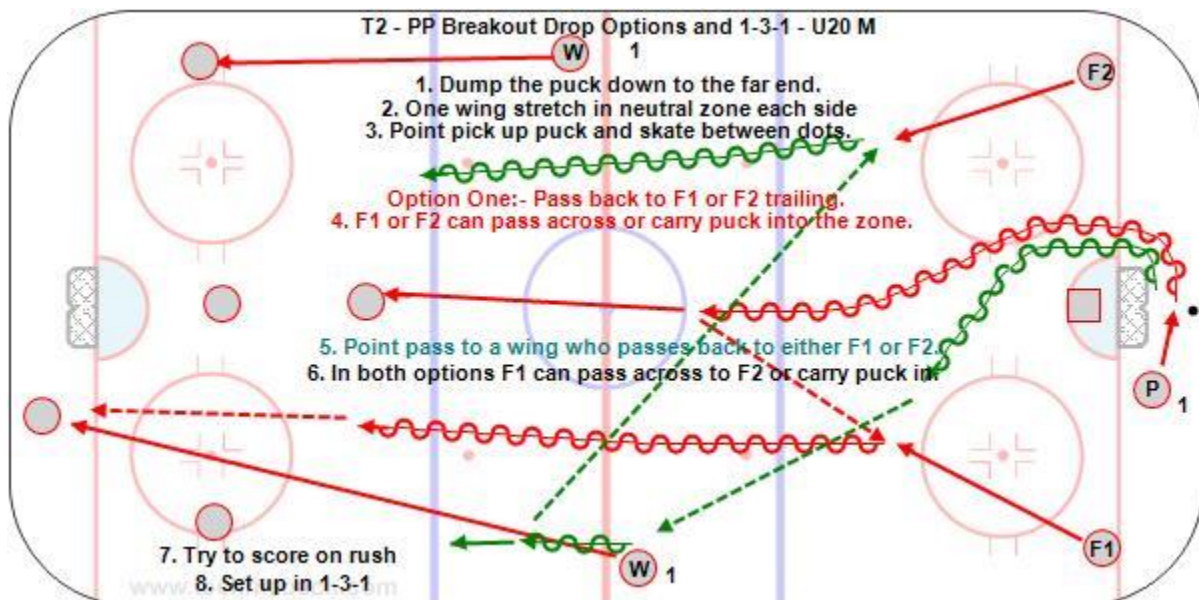 T2 - PP Breakout Drop Options and 1-3-1 - U20 M
W 1
F2
1. Dump the puck down to the far end.
2. One wing stretch in neutral zone each side
3. Point pick up puck and skate between dots.
Option One:- Pass back to F1 or F2 trailing.
4. F1 or F2 can pass across or carry puck into the zone.
5. Point pass to a wing who passes back to either F1 or F2.
6. In both options F1 can pass across to F2 or carry puck in.
P 1
F1
W 1
7. Try to score on rush
8. Set up in 1-3-1